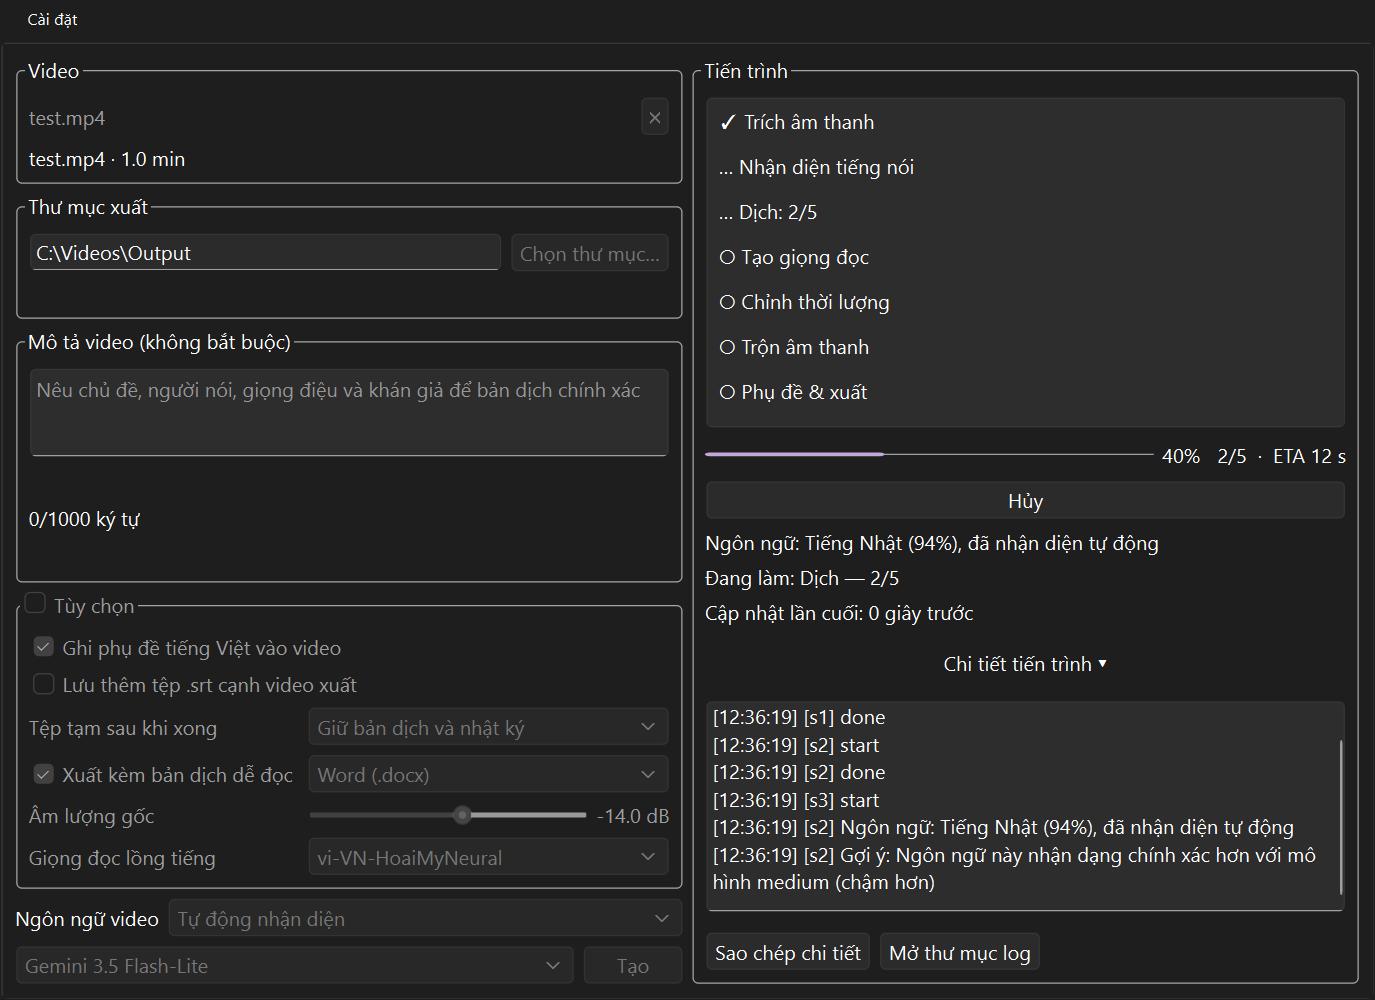 Cài đặt
Video
test.mp4
test.mp4 · 1.0 min
Thư mục xuất
C:\Videos\Output
Chọn thư mục...
Mô tả video (không bắt buộc)
Nêu chủ đề, người nói, giọng điệu và khán giả để bản dịch chính xác
0/1000 ký tự
Tùy chọn
Ghi phụ đề tiếng Việt vào video
Lưu thêm tệp .srt cạnh video xuất
Tệp tạm sau khi xong
Giữ bản dịch và nhật ký
Xuất kèm bản dịch dễ đọc
Word (.docx)
Âm lượng gốc
-14.0 dB
Giọng đọc lồng tiếng
vi-VN-HoaiMyNeural
Ngôn ngữ video
Tự động nhận diện
Gemini 3.5 Flash-Lite
Tạo
Tiến trình
✓ Trích âm thanh
... Nhận diện tiếng nói
... Dịch: 2/5
○ Tạo giọng đọc
○ Chỉnh thời lượng
○ Trộn âm thanh
○ Phụ đề & xuất
40% 2/5 · ETA 12 s
Hủy
Ngôn ngữ: Tiếng Nhật (94%), đã nhận diện tự động
Đang làm: Dịch — 2/5
Cập nhật lần cuối: 0 giây trước
Chi tiết tiến trình ▾
[12:36:19] [s1] done
[12:36:19] [s2] start
[12:36:19] [s2] done
[12:36:19] [s3] start
[12:36:19] [s2] Ngôn ngữ: Tiếng Nhật (94%), đã nhận diện tự động
[12:36:19] [s2] Gợi ý: Ngôn ngữ này nhận dạng chính xác hơn với mô
hình medium (chậm hơn)
Sao chép chi tiết
Mở thư mục log